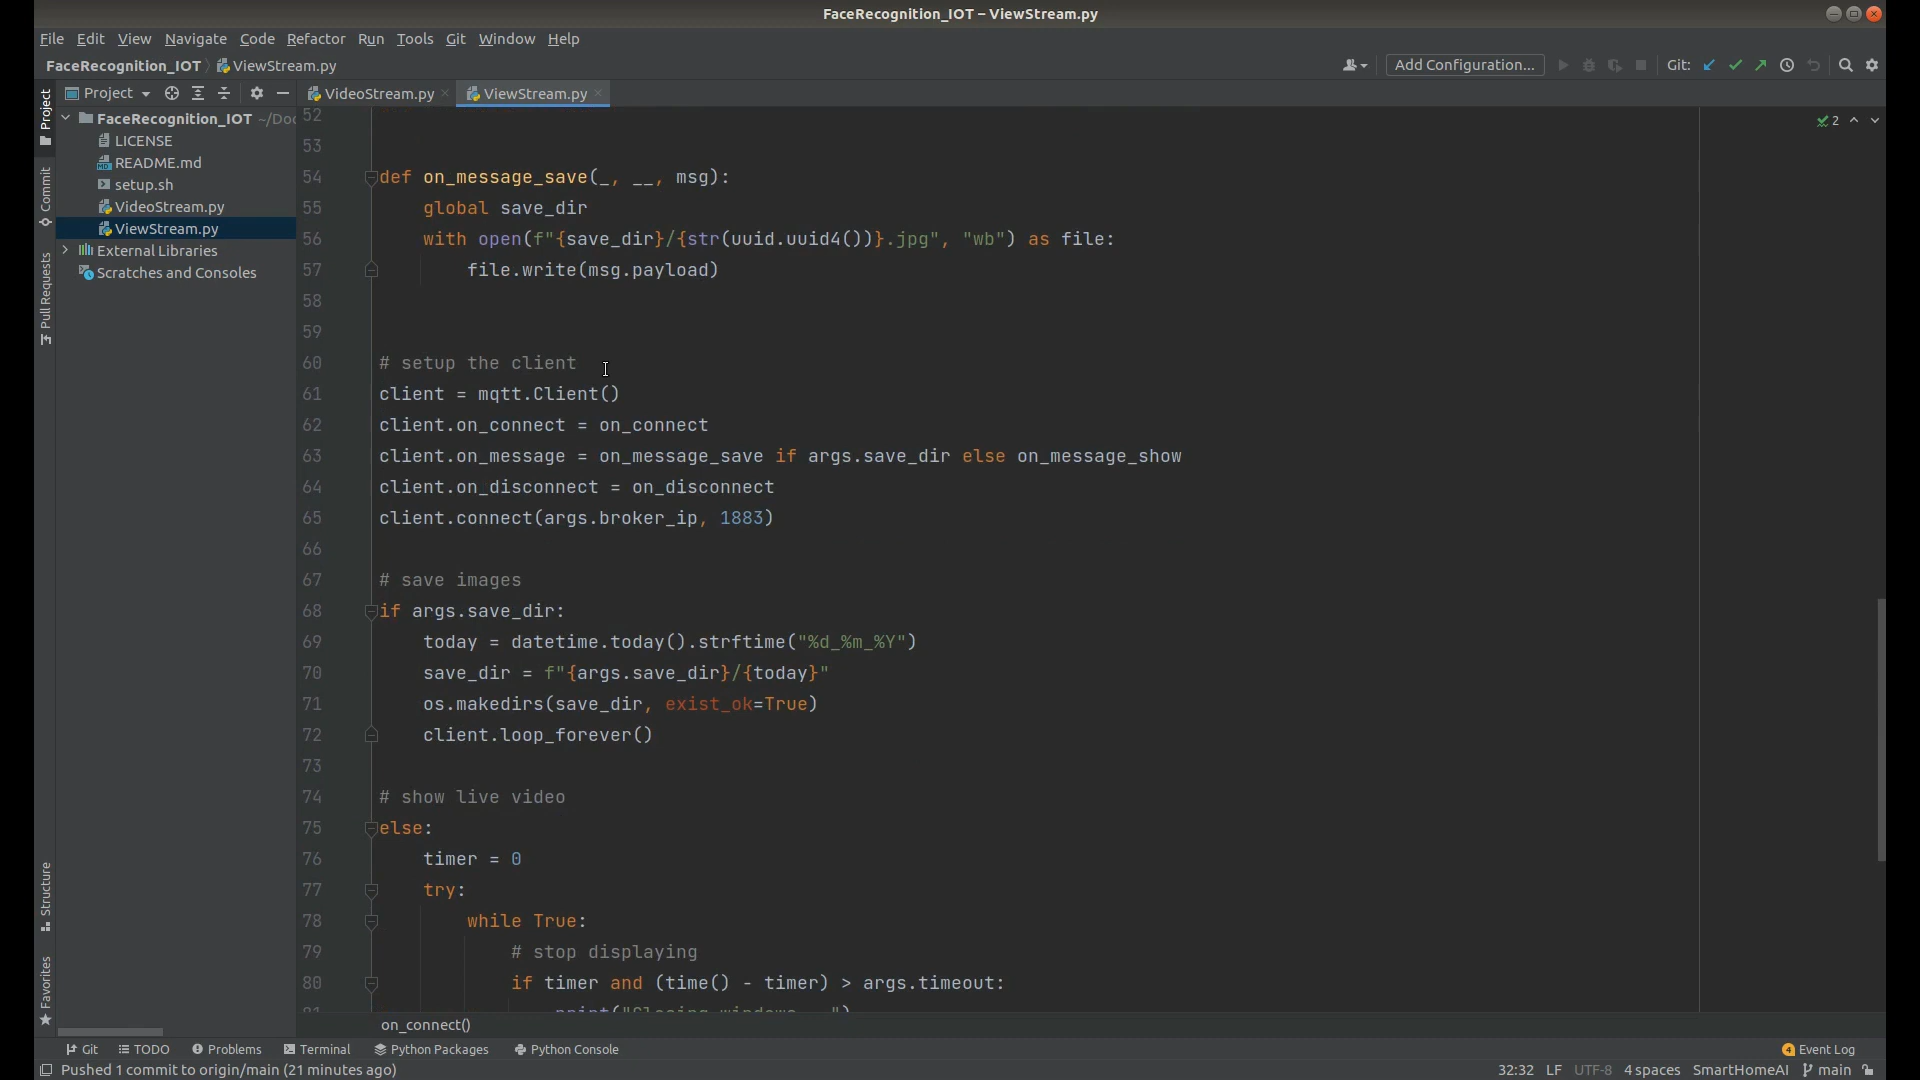 FaceRecognition_IOT – ViewStream.py
File Edit View Navigate Code Refactor Run Tools Git Window Help
FaceRecognition_IOT ViewStream.py Add Configuration... Git:
Project VideoStream.py ViewStream.py
FaceRecognition_IOT ~/Doc
LICENSE
README.md
setup.sh
VideoStream.py
ViewStream.py
External Libraries
Scratches and Consoles
Project
Commit
Pull Requests
Structure
Favorites
2
52
53
54 def on_message_save(_, __, msg):
55 global save_dir
56 with open(f"{save_dir}/{str(uuid.uuid4())}.jpg", "wb") as file:
57 file.write(msg.payload)
58
59
60 # setup the client
61 client = mqtt.Client()
62 client.on_connect = on_connect
63 client.on_message = on_message_save if args.save_dir else on_message_show
64 client.on_disconnect = on_disconnect
65 client.connect(args.broker_ip, 1883)
66
67 # save images
68 if args.save_dir:
69 today = datetime.today().strftime("%d_%m_%Y")
70 save_dir = f"{args.save_dir}/{today}"
71 os.makedirs(save_dir, exist_ok=True)
72 client.loop_forever()
73
74 # show live video
75 else:
76 timer = 0
77 try:
78 while True:
79 # stop displaying
80 if timer and (time() - timer) > args.timeout:
on_connect()
Git TODO Problems Terminal Python Packages Python Console 4 Event Log
Pushed 1 commit to origin/main (21 minutes ago) 32:32 LF UTF-8 4 spaces SmartHomeAI main